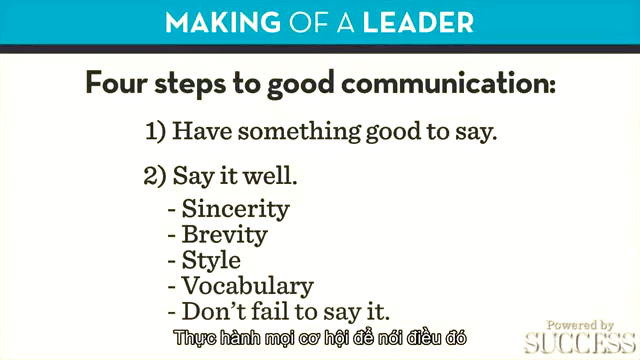 MAKING OF A LEADER
Four steps to good communication:
1) Have something good to say.
2) Say it well.
- Sincerity
- Brevity
- Style
- Vocabulary
- Don't fail to say it.
Thực hành mọi cơ hội để nói điều đó
Powered by
SUCCESS